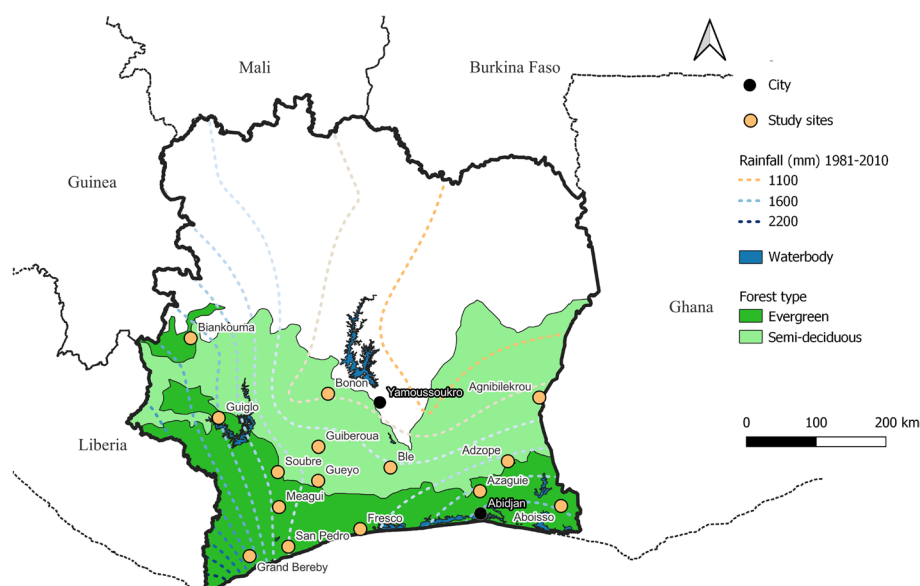 Mali
Burkina Faso
Guinea
Ghana
Liberia
City
Study sites
Rainfall (mm) 1981-2010
1100
1600
2200
Waterbody
Forest type
Evergreen
Semi-deciduous
0 100 200 km
Biankouma
Bonon
Yamoussoukro
Agnibilekrou
Guiglo
Guiberoua
Ble
Adzope
Soubre
Gueyo
Azaguie
Meagui
Abidjan
Fresco
Aboisso
San Pedro
Grand Bereby